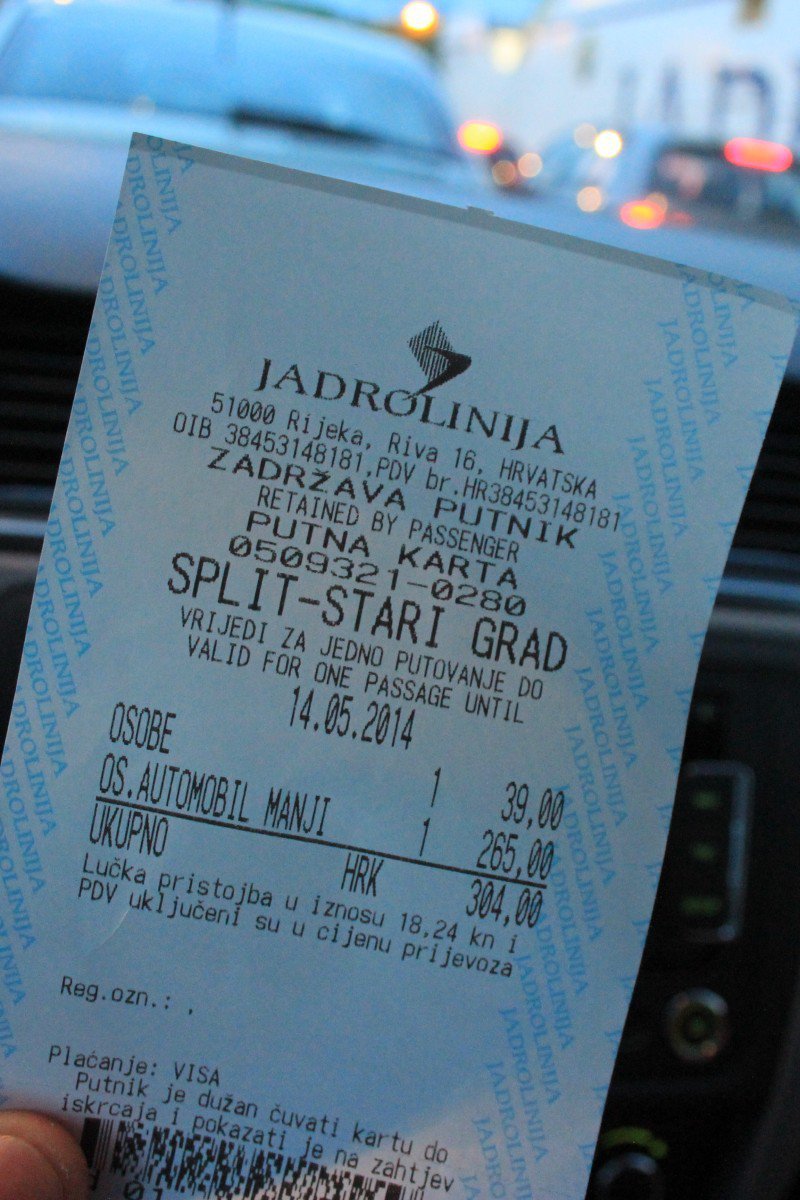 JADROLINIJA
51000 Rijeka, Riva 16, HRVATSKA
OIB 38453148181,PDV br.HR38453148181
ZADRŽAVA PUTNIK
RETAINED BY PASSENGER
PUTNA KARTA
0509321-0280
SPLIT-STARI GRAD
VRIJEDI ZA JEDNO PUTOVANJE DO
VALID FOR ONE PASSAGE UNTIL
14.05.2014
OSOBE 1 39,00
OS.AUTOMOBIL MANJI 1 265,00
UKUPNO HRK 304,00
Lučka pristojba u iznosu 18,24 kn i
PDV uključeni su u cijenu prijevoza
Reg.ozn.: ,
Plaćanje: VISA
Putnik je dužan čuvati kartu do
iskrcaja i pokazati je na zahtjev